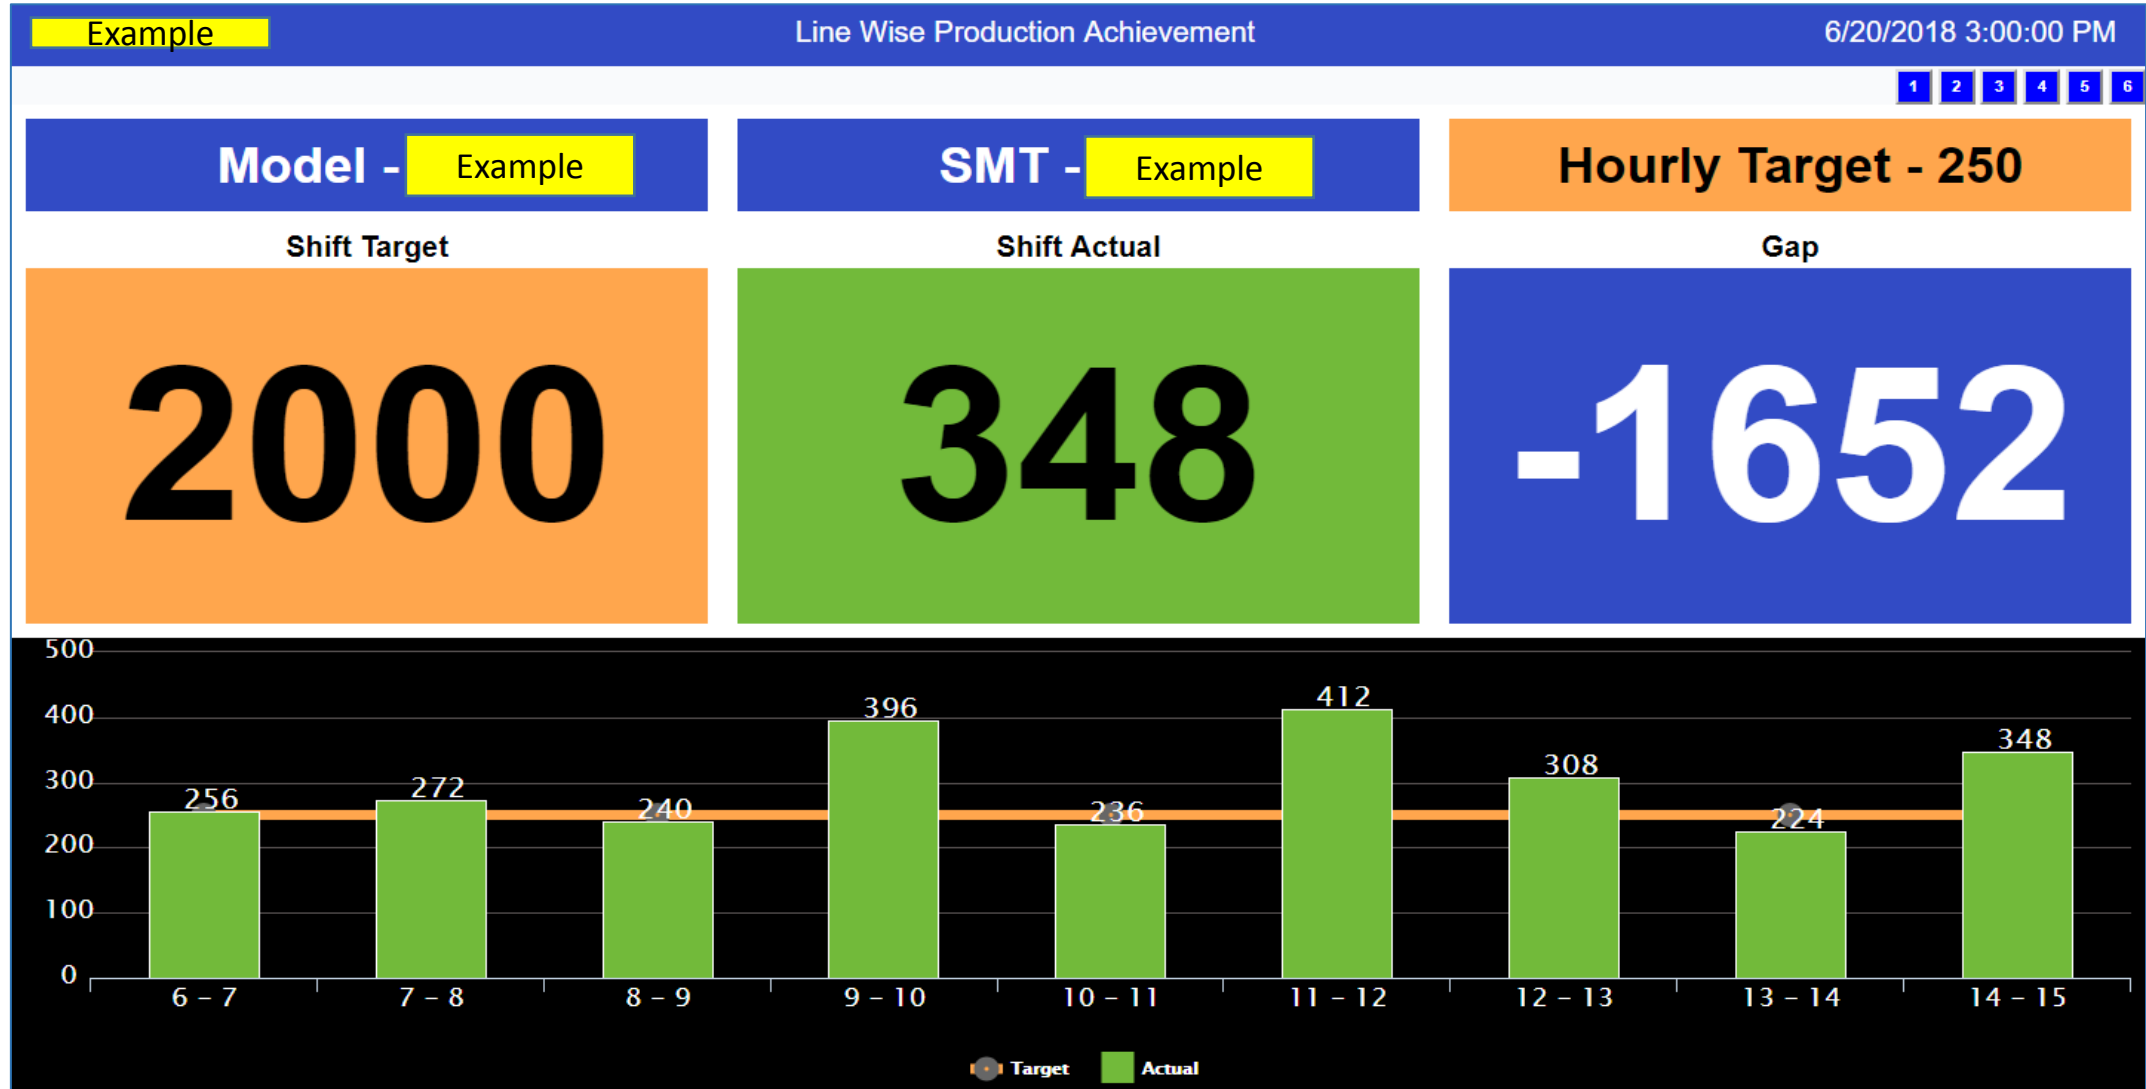 Example
Line Wise Production Achievement
6/20/2018 3:00:00 PM
1 2 3 4 5 6
Model - Example
SMT - Example
Hourly Target - 250
Shift Target
Shift Actual
Gap
2000
348
-1652
500
400
300
200
100
0
256
272
240
396
236
412
308
224
348
6 – 7
7 – 8
8 – 9
9 – 10
10 – 11
11 – 12
12 – 13
13 – 14
14 – 15
Target
Actual